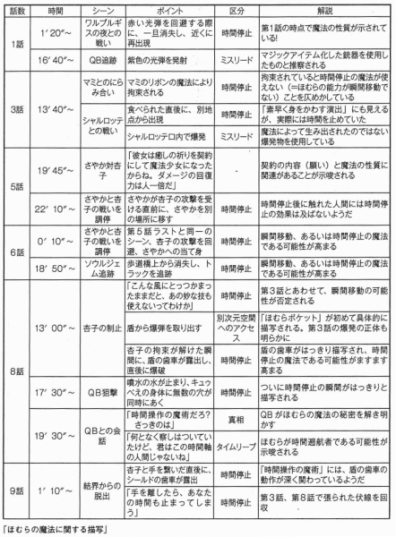 話数 時間 シーン ポイント 区分 解説
1話 1′20″～ ワルプルギスの夜との戦い 赤い光弾を回避する際に、一旦消失し、近くに再出現 時間停止 第1話の時点で魔法の性質が示されている!
16′40″～ QB追跡 紫色の光弾を発射 ミスリード マジックアイテム化した銃器を使用したものと推察される
3話 13′40″～ マミとのにらみ合い マミのリボンの魔法により拘束される 時間停止 拘束されていると時間停止の魔法が使えない(=ほむらの能力が瞬間移動でない)ことを仄めかしている
シャルロッテとの戦い 食べられた直後に、別地点から出現 時間停止 「素早く身をかわす演出」にも見えるが、実際には時間を止めていた
シャルロッテ口内で爆発 ミスリード 魔法によって生み出されたのではない爆発物を使用している
5話 19′45″～ さやか対杏子 「彼女は癒しの祈りを契約にして魔法少女になったからね。ダメージの回復力は人一倍だ」 - 契約の内容(願い)と魔法の性質に関連があることが示唆される
22′10″～ さやかと杏子の戦いを調停 さやかが杏子の攻撃を受ける直前に、さやかを別の場所に移す 時間停止 時間停止後に触れた人間には時間停止の効果は及ばないようだ
6話 0′10″～ さやかと杏子の戦いを調停 第5話ラストと同一のシーン、杏子の攻撃を回避、さやかへの当て身 時間停止 瞬間移動、あるいは時間停止の魔法である可能性が高まる
18′50″～ ソウルジェム追跡 歩道橋上から消失し、トラックを追跡 時間停止 瞬間移動、あるいは時間停止の魔法である可能性が高まる
8話 13′00″～ 杏子の制止 「こんな風にとっつかまったままだと、あの妙な技も使えないってわけか」 時間停止 第3話とあわせて、瞬間移動の可能性が否定される
盾から爆弾を取り出す 別次元空間へのアクセス 「ほむらポケット」が初めて具体的に描写される。第3話の爆発の正体も明らかに
杏子の拘束が解けた瞬間に、盾の歯車が露出し、直後に爆破 時間停止 盾の歯車がはっきり描写され、時間停止の魔法である可能性がますます高まる
17′30″～ QB狙撃 噴水の水が止まり、キュゥべえの身体に無数の穴が同時にあく 時間停止 ついに時間停止の瞬間がはっきりと描写される
19′30″～ QBとの会話 「時間操作の魔術だろ?さっきのは」 真相 QBがほむらの魔法の秘密を解き明かす
「何となく察しはついていたけど、君はこの時間軸の人間じゃないね」 タイムリープ ほむらが時間遡航者である可能性が示唆される
9話 1′10″～ 結界からの脱出 杏子と手を繋いだ直後に、シールドの歯車が露出 時間停止 「時間操作の魔術」には、盾の歯車の動作が深く関わっているようだ
「手を離したら、あなたの時間も止まってしまう」 時間停止 第3話、第8話で張られた伏線を回収
「ほむらの魔法に関する描写」